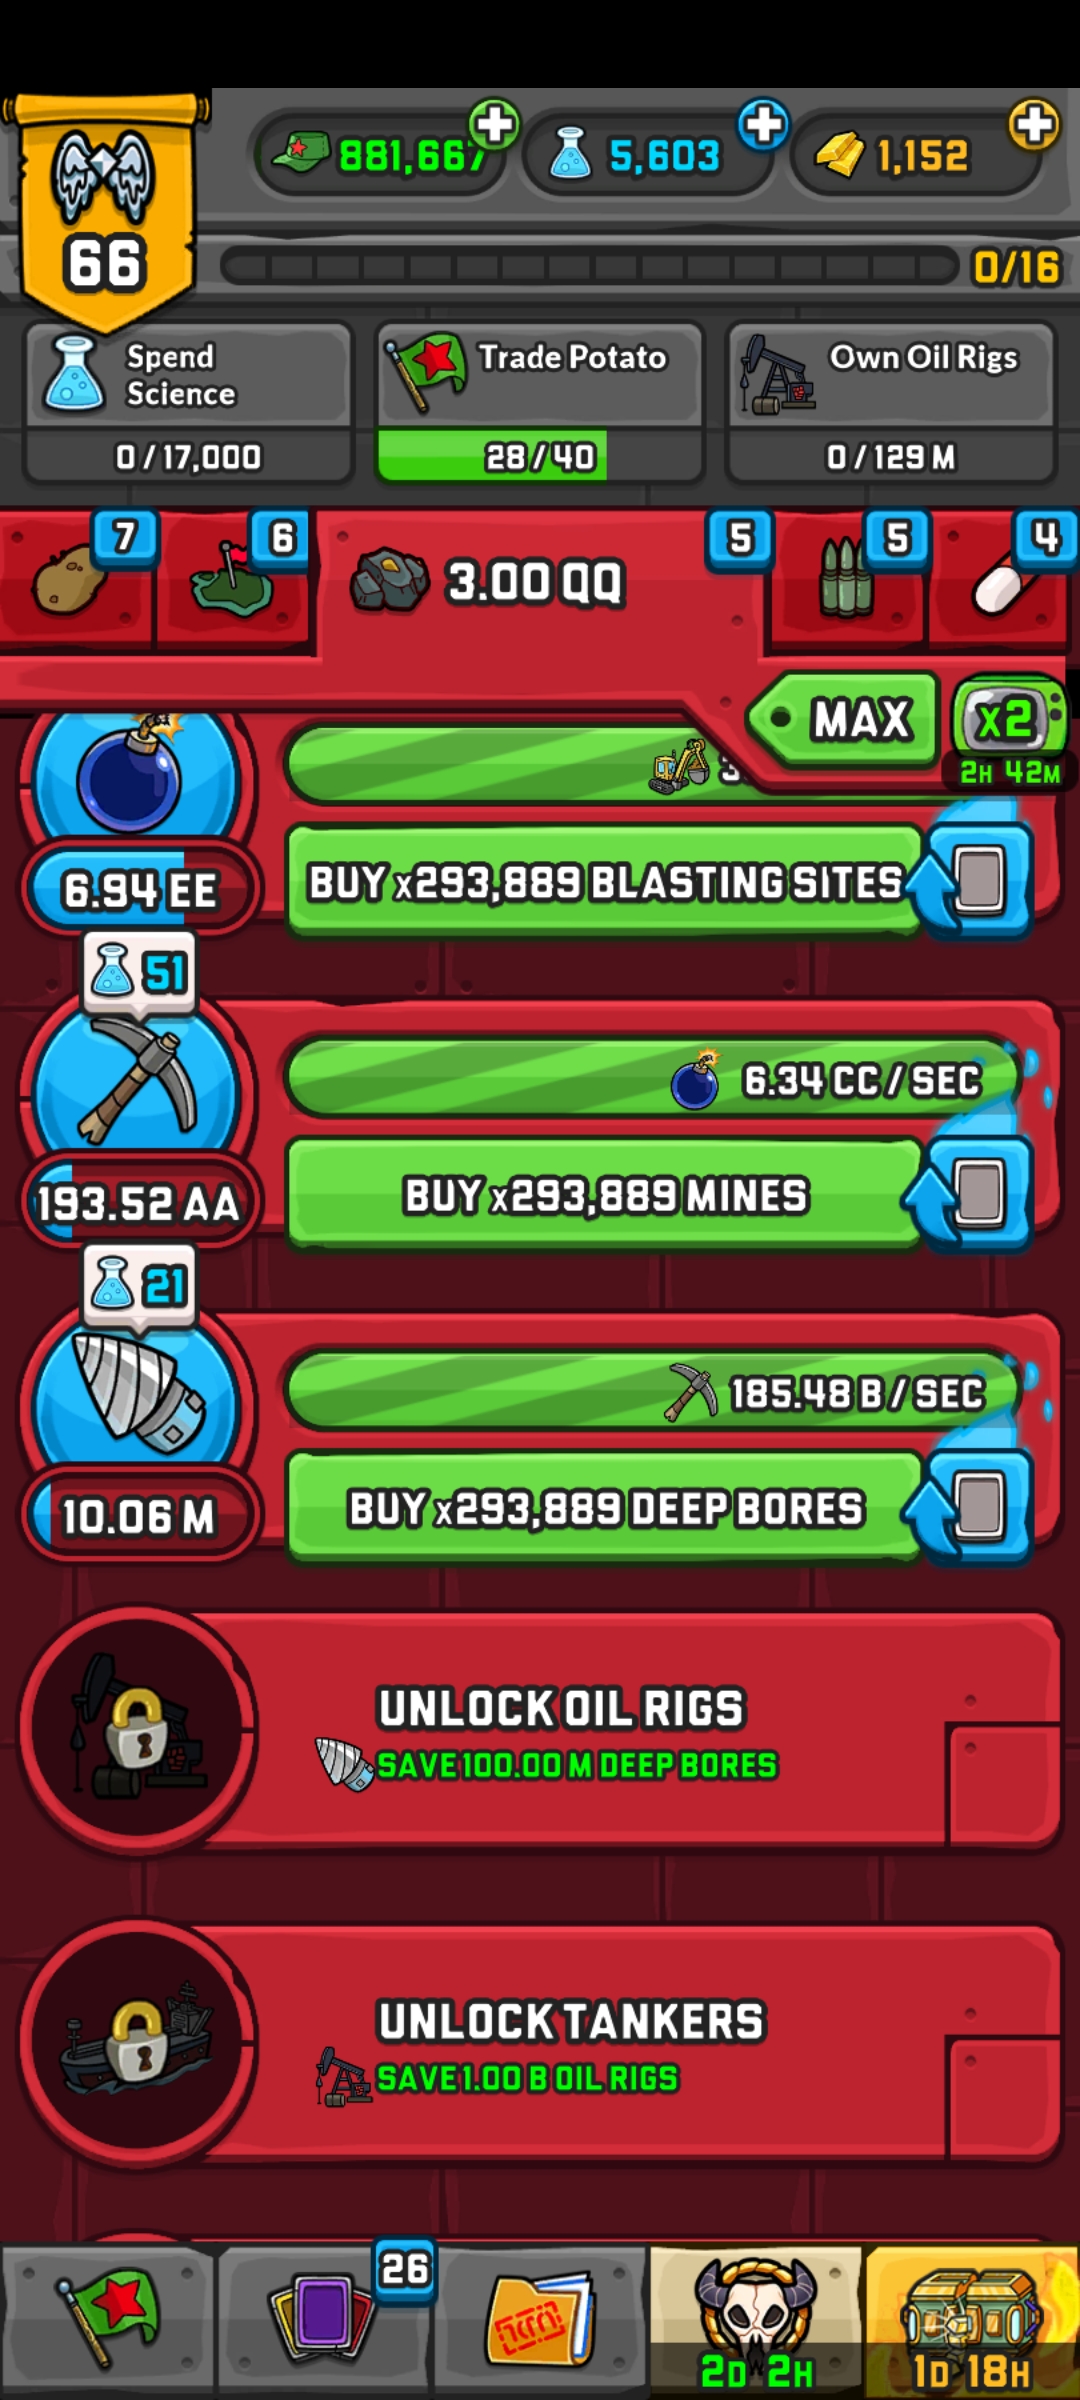 881,667
5,603
1,152
66
0/16
Spend
Science
0/17,000
Trade Potato
28/40
Own Oil Rigs
0/129 M
7
6
3.00 QQ
5
5
4
MAX
X2
2H 42M
6.94 EE
BUY x293,889 BLASTING SITES
51
6.34 CC / SEC
193.52 AA
BUY x293,889 MINES
21
185.48 B / SEC
10.06 M
BUY x293,889 DEEP BORES
UNLOCK OIL RIGS
SAVE 100.00 M DEEP BORES
UNLOCK TANKERS
SAVE 1.00 B OIL RIGS
26
2D 2H
1D 18H